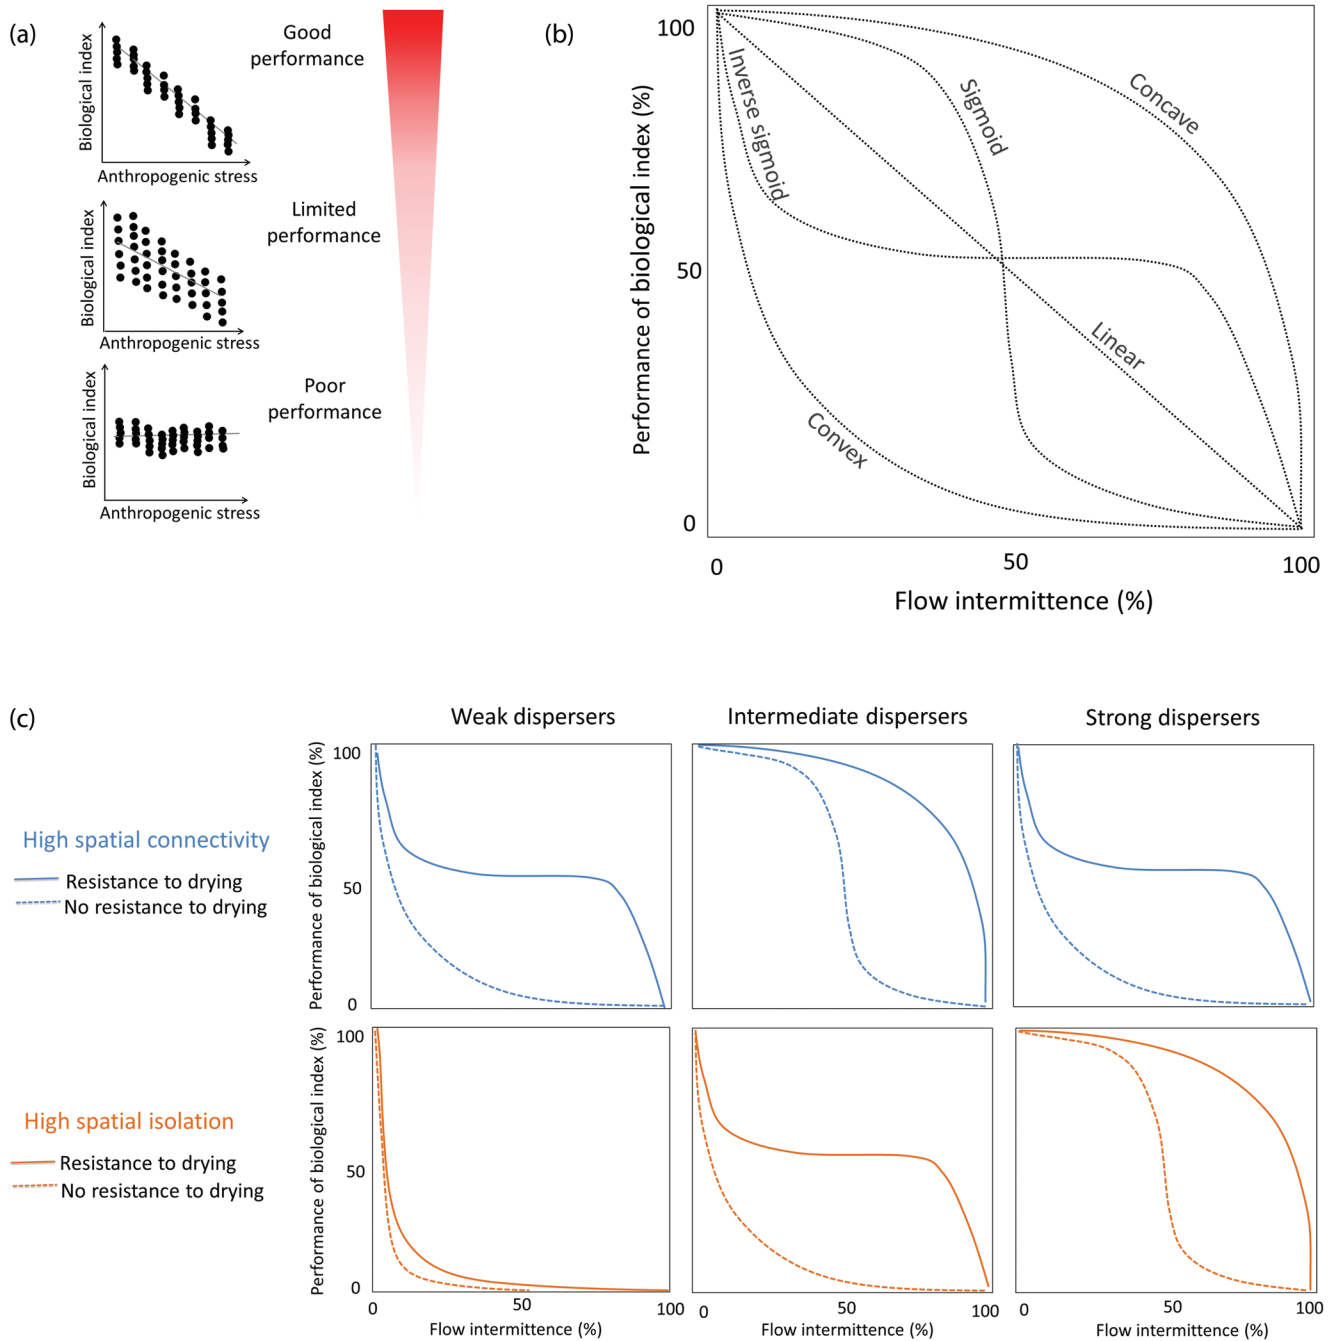 (a)
Biological index
Good
performance
Anthropogenic stress
Biological index
Limited
performance
Anthropogenic stress
Biological index
Poor
performance
Anthropogenic stress
(b)
Performance of biological index (%)
100
50
0
Inverse sigmoid
Sigmoid
Concave
Linear
Convex
0
50
100
Flow intermittence (%)
(c)
Weak dispersers
Intermediate dispersers
Strong dispersers
High spatial connectivity
Resistance to drying
No resistance to drying
Performance of biological index (%)
100
50
0
High spatial isolation
Resistance to drying
No resistance to drying
Performance of biological index (%)
100
50
0
0
50
100
Flow intermittence (%)
0
50
100
Flow intermittence (%)
0
50
100
Flow intermittence (%)